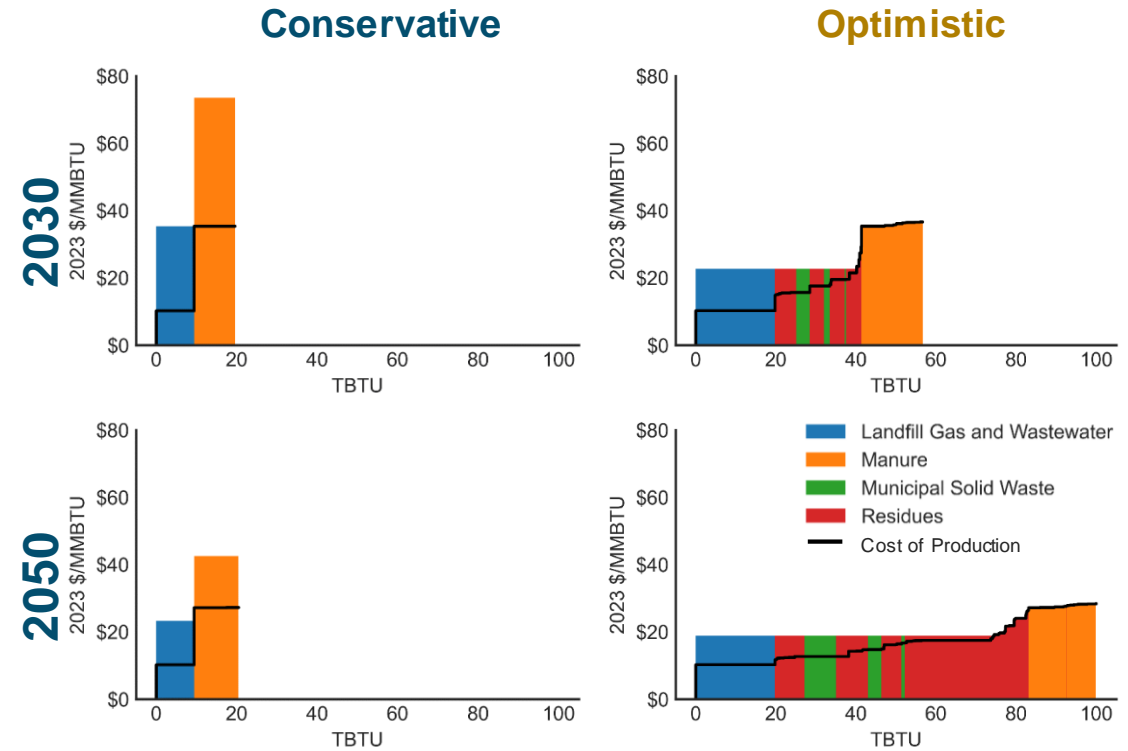 Conservative
Optimistic
2030
2023 $/MMBTU
$80
$60
$40
$20
$0
0 20 40 60 80 100
TBTU
2023 $/MMBTU
$80
$60
$40
$20
$0
0 20 40 60 80 100
TBTU
2050
2023 $/MMBTU
$80
$60
$40
$20
$0
0 20 40 60 80 100
TBTU
2023 $/MMBTU
$80
$60
$40
$20
$0
0 20 40 60 80 100
TBTU
Landfill Gas and Wastewater
Manure
Municipal Solid Waste
Residues
Cost of Production